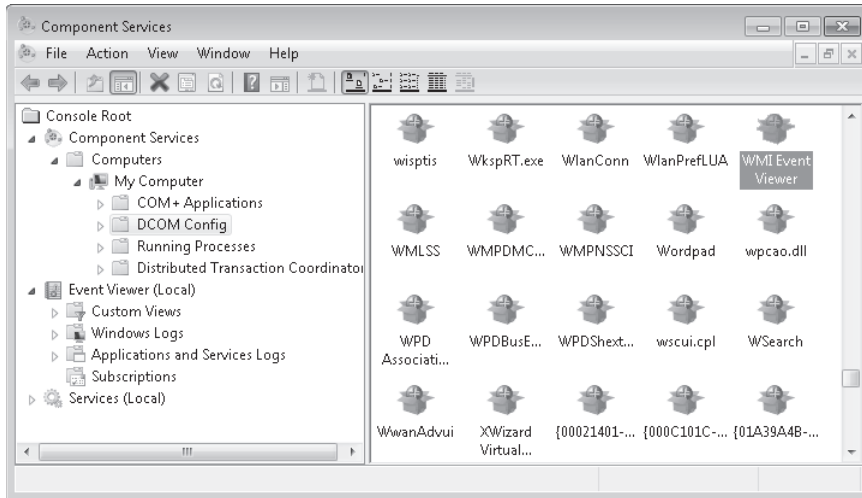 Component Services
File Action View Window Help
Console Root
Component Services
Computers
My Computer
COM+ Applications
DCOM Config
Running Processes
Distributed Transaction Coordinator
Event Viewer (Local)
Custom Views
Windows Logs
Applications and Services Logs
Subscriptions
Services (Local)
wisptis WkspRT.exe WlanConn WlanPrefLUA WMI Event
Viewer
WMLSS WMPDMC... WMPNSSCI Wordpad wpcao.dll
WPD WPDBusE... WPDShext... wscui.cpl WSearch
Associati...
WwanAdvui XWizard {00021401-... {000C101C-... {01A39A4B-...
Virtual...